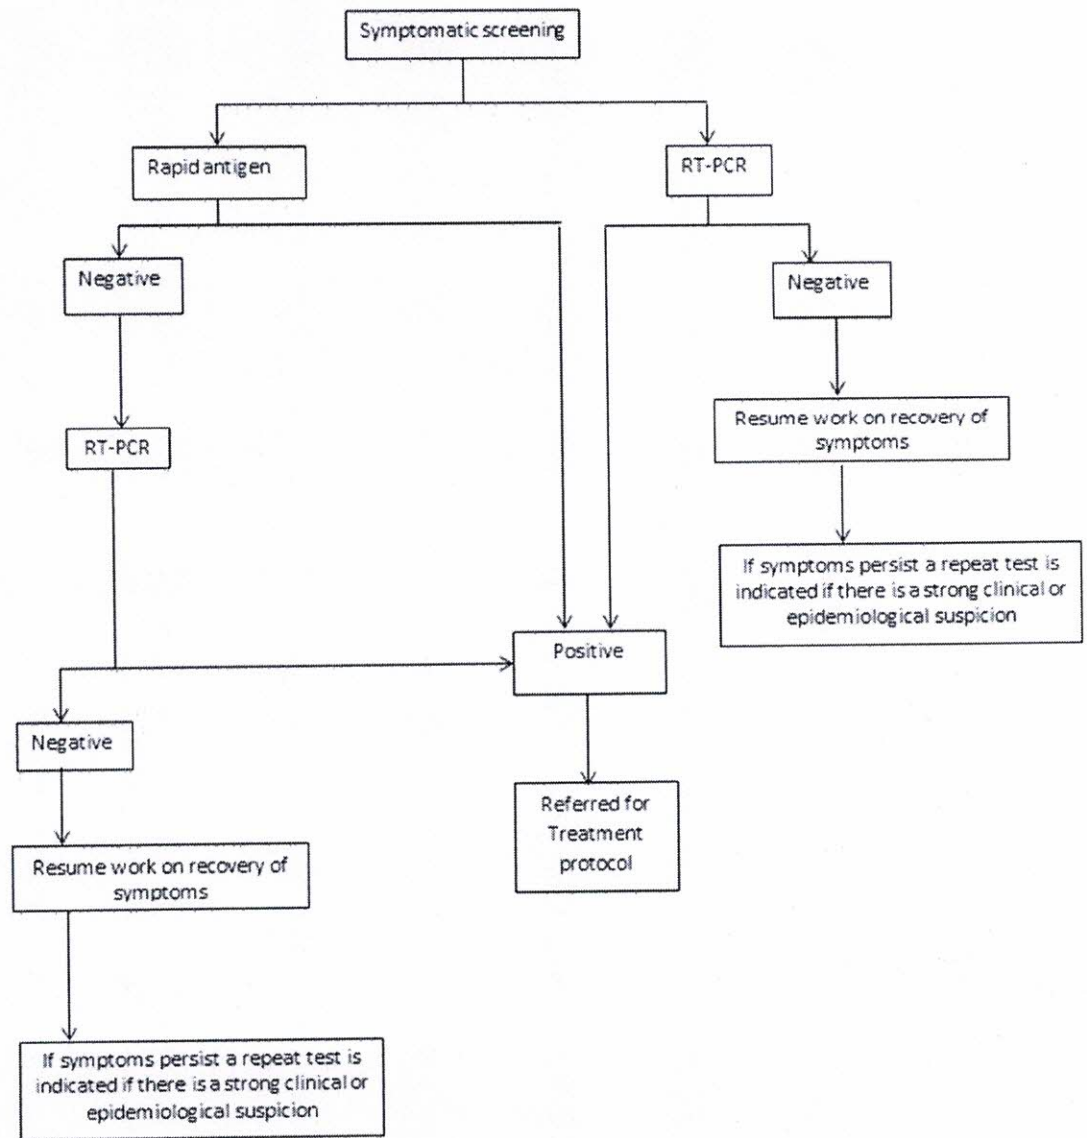 Symptomatic screening
Rapid antigen
RT-PCR
Negative
Negative
RT-PCR
Resume work on recovery of
symptoms
If symptoms persist a repeat test is
indicated if there is a strong clinical or
epidemiological suspicion
Positive
Negative
Referred for
Treatment
protocol
Resume work on recovery of
symptoms
If symptoms persist a repeat test is
indicated if there is a strong clinical or
epidemiological suspicion